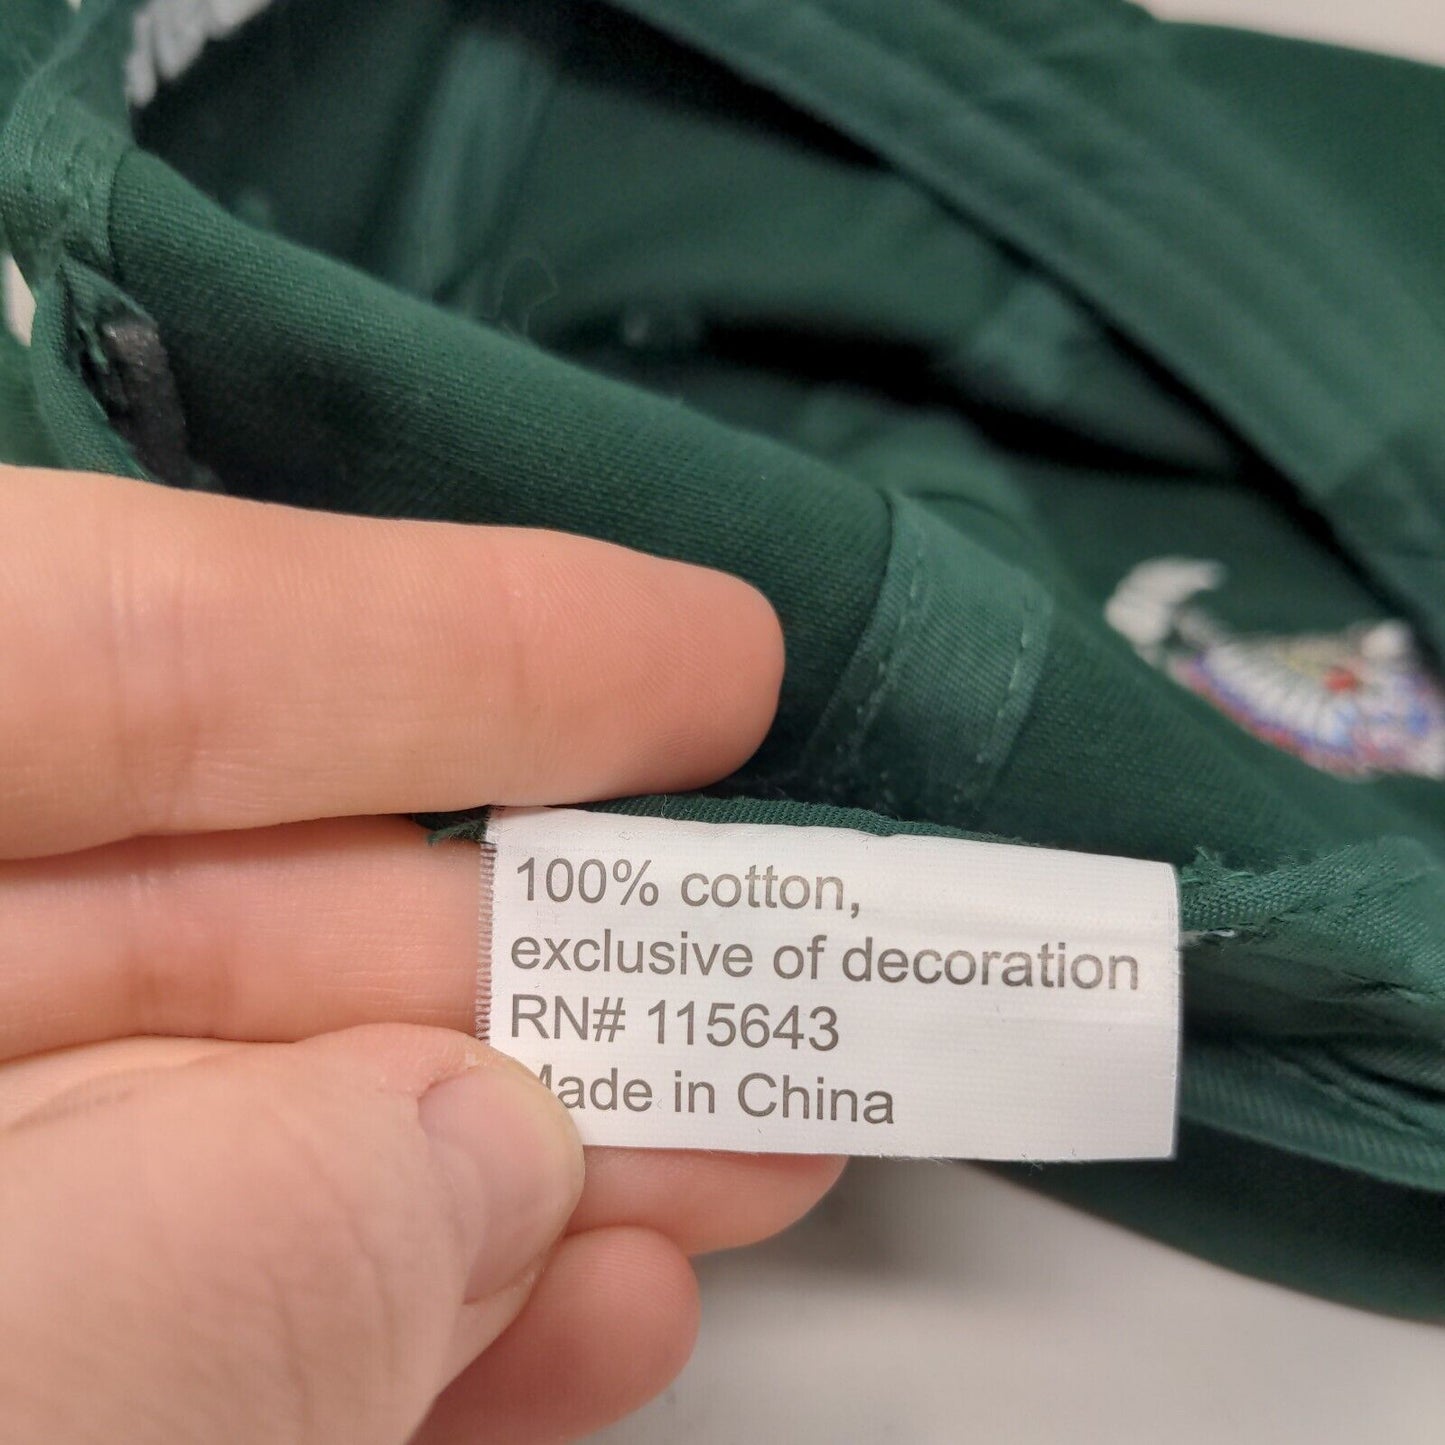 100% cotton,
exclusive of decoration
RN# 115643
Made in China